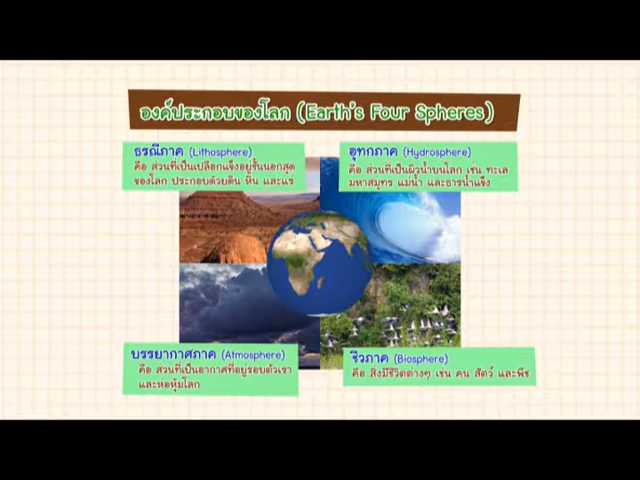 องค์ประกอบของโลก (Earth's Four Spheres)
ธรณีภาค (Lithosphere)
คือ ส่วนที่เป็นเปลือกแข็งอยู่ชั้นนอกสุด
ของโลก ประกอบด้วยดิน หิน และแร่
อุทกภาค (Hydrosphere)
คือ ส่วนที่เป็นผิวน้ำบนโลก เช่น ทะเล
มหาสมุทร แม่น้ำ และธารน้ำแข็ง
บรรยากาศภาค (Atmosphere)
คือ ส่วนที่เป็นอากาศที่อยู่รอบตัวเรา
และห่อหุ้มโลก
ชีวภาค (Biosphere)
คือ สิ่งมีชีวิตต่างๆ เช่น คน สัตว์ และพืช